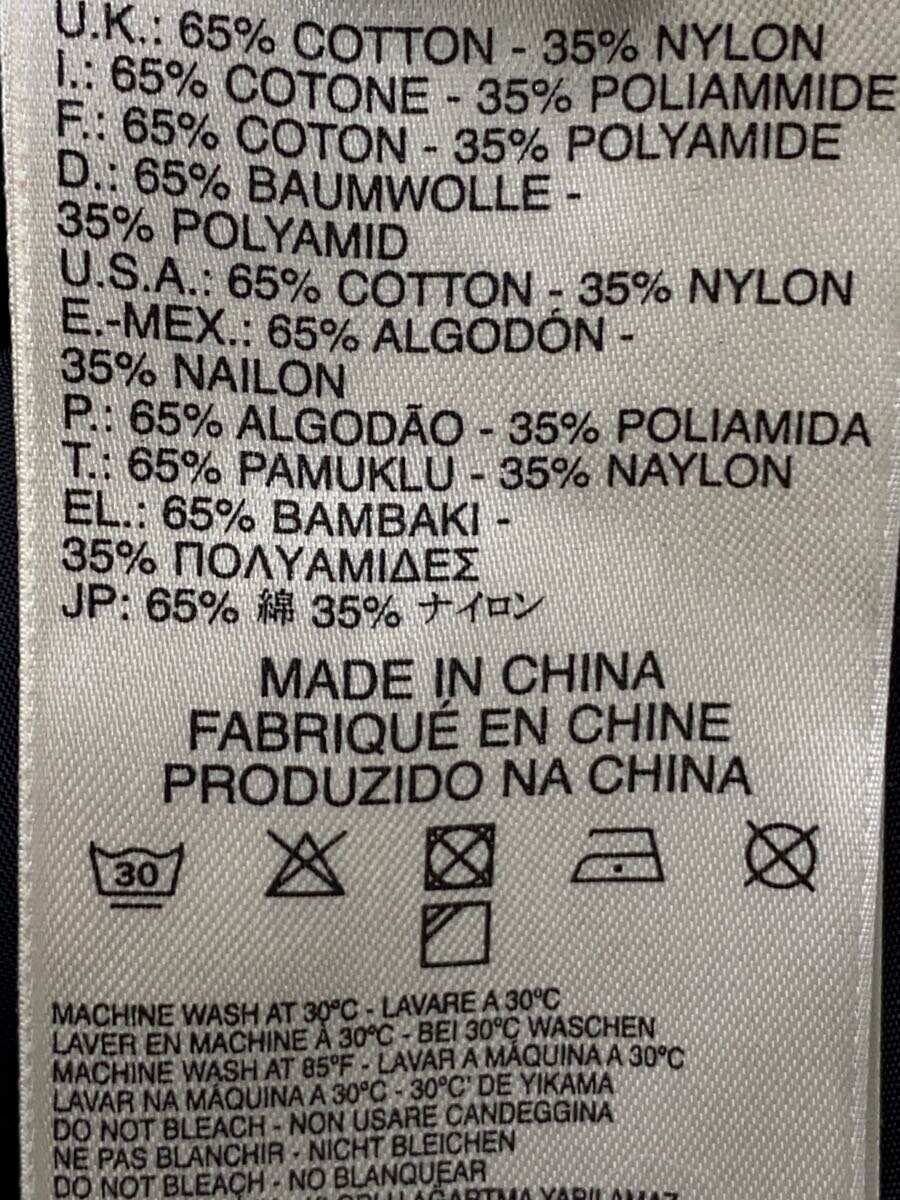 U.K.: 65% COTTON - 35% NYLON
I.: 65% COTONE - 35% POLIAMMIDE
F.: 65% COTON - 35% POLYAMIDE
D.: 65% BAUMWOLLE -
35% POLYAMID
U.S.A.: 65% COTTON - 35% NYLON
E.-MEX.: 65% ALGODÓN -
35% NAILON
P.: 65% ALGODÃO - 35% POLIAMIDA
T.: 65% PAMUKLU - 35% NAYLON
EL.: 65% BAMBAKI -
35% ΠΟΛΥΑΜΙΔΕΣ
JP: 65% 綿 35% ナイロン
MADE IN CHINA
FABRIQUÉ EN CHINE
PRODUZIDO NA CHINA
30
MACHINE WASH AT 30°C - LAVARE A 30°C
LAVER EN MACHINE À 30°C - BEI 30°C WASCHEN
MACHINE WASH AT 85°F - LAVAR A MÁQUINA A 30°C
LAVAR NA MÁQUINA A 30°C - 30°C' DE YIKAMA
DO NOT BLEACH - NON USARE CANDEGGINA
NE PAS BLANCHIR - NICHT BLEICHEN
DO NOT BLEACH - NO BLANQUEAR